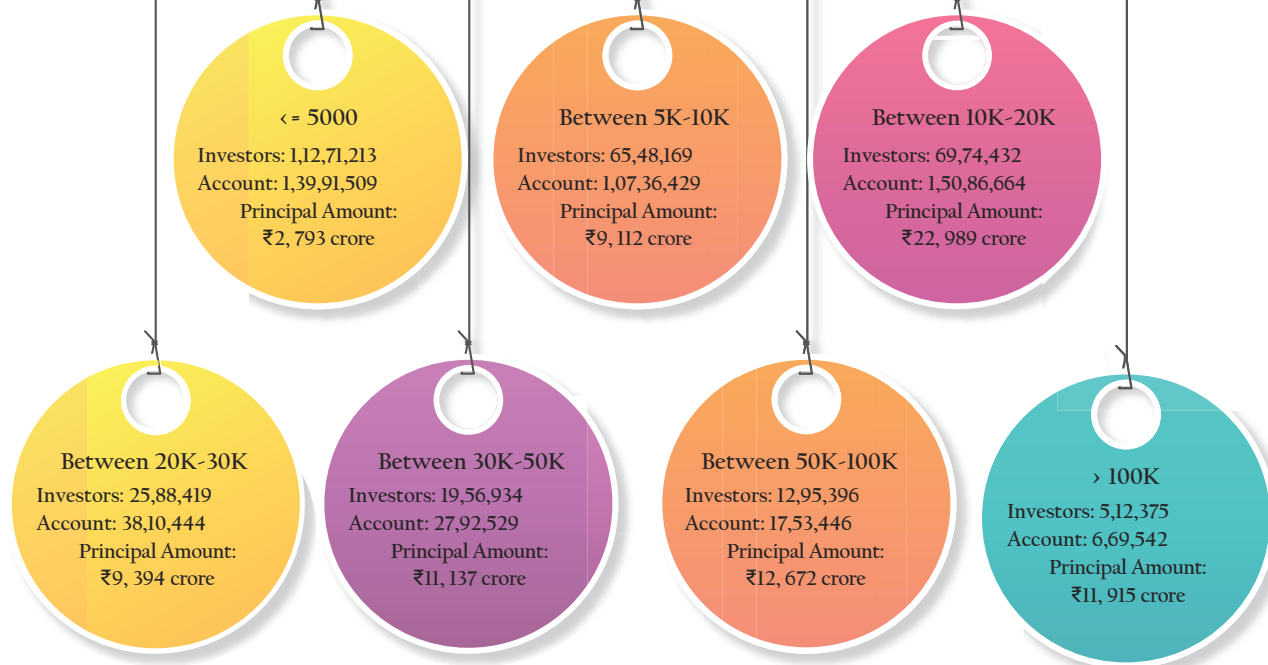 ‹ = 5000
Investors: 1,12,71,213
Account: 1,39,91,509
Principal Amount:
₹2, 793 crore
Between 5K-10K
Investors: 65,48,169
Account: 1,07,36,429
Principal Amount:
₹9, 112 crore
Between 10K-20K
Investors: 69,74,432
Account: 1,50,86,664
Principal Amount:
₹22, 989 crore
Between 20K-30K
Investors: 25,88,419
Account: 38,10,444
Principal Amount:
₹9, 394 crore
Between 30K-50K
Investors: 19,56,934
Account: 27,92,529
Principal Amount:
₹11, 137 crore
Between 50K-100K
Investors: 12,95,396
Account: 17,53,446
Principal Amount:
₹12, 672 crore
› 100K
Investors: 5,12,375
Account: 6,69,542
Principal Amount:
₹11, 915 crore